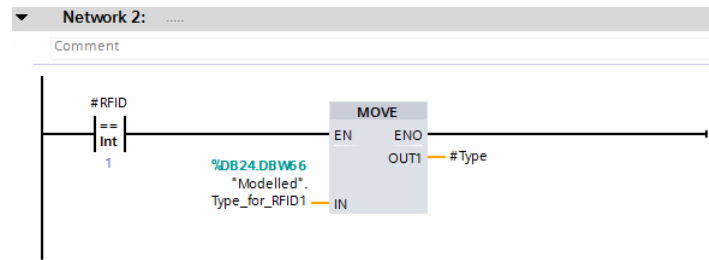 Network 2: .....
Comment
#RFID
==
Int
1
MOVE
EN ENO
OUT1 #Type
%DB24.DBW66
"Modelled".
Type_for_RFID1 IN